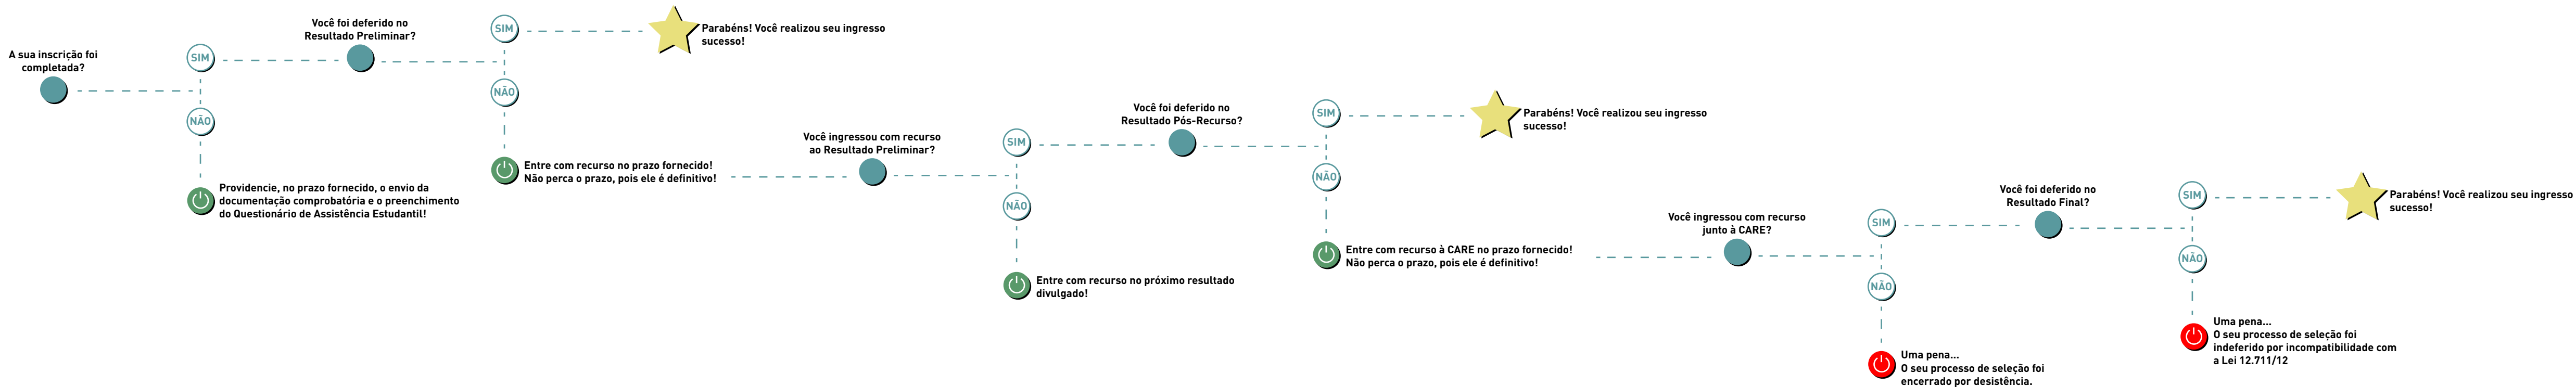 A sua inscrição foi
completada?
SIM
NÃO
Providencie, no prazo fornecido, o envio da
documentação comprobatória e o preenchimento
do Questionário de Assistência Estudantil!
Você foi deferido no
Resultado Preliminar?
SIM
NÃO
Parabéns! Você realizou seu ingresso
sucesso!
Entre com recurso no prazo fornecido!
Não perca o prazo, pois ele é definitivo!
Você ingressou com recurso
ao Resultado Preliminar?
SIM
NÃO
Entre com recurso no próximo resultado
divulgado!
Você foi deferido no
Resultado Pós-Recurso?
SIM
NÃO
Parabéns! Você realizou seu ingresso
sucesso!
Entre com recurso à CARE no prazo fornecido!
Não perca o prazo, pois ele é definitivo!
Você ingressou com recurso
junto à CARE?
SIM
NÃO
Uma pena...
O seu processo de seleção foi
encerrado por desistência.
Você foi deferido no
Resultado Final?
SIM
NÃO
Parabéns! Você realizou seu ingresso
sucesso!
Uma pena...
O seu processo de seleção foi
indeferido por incompatibilidade com
a Lei 12.711/12